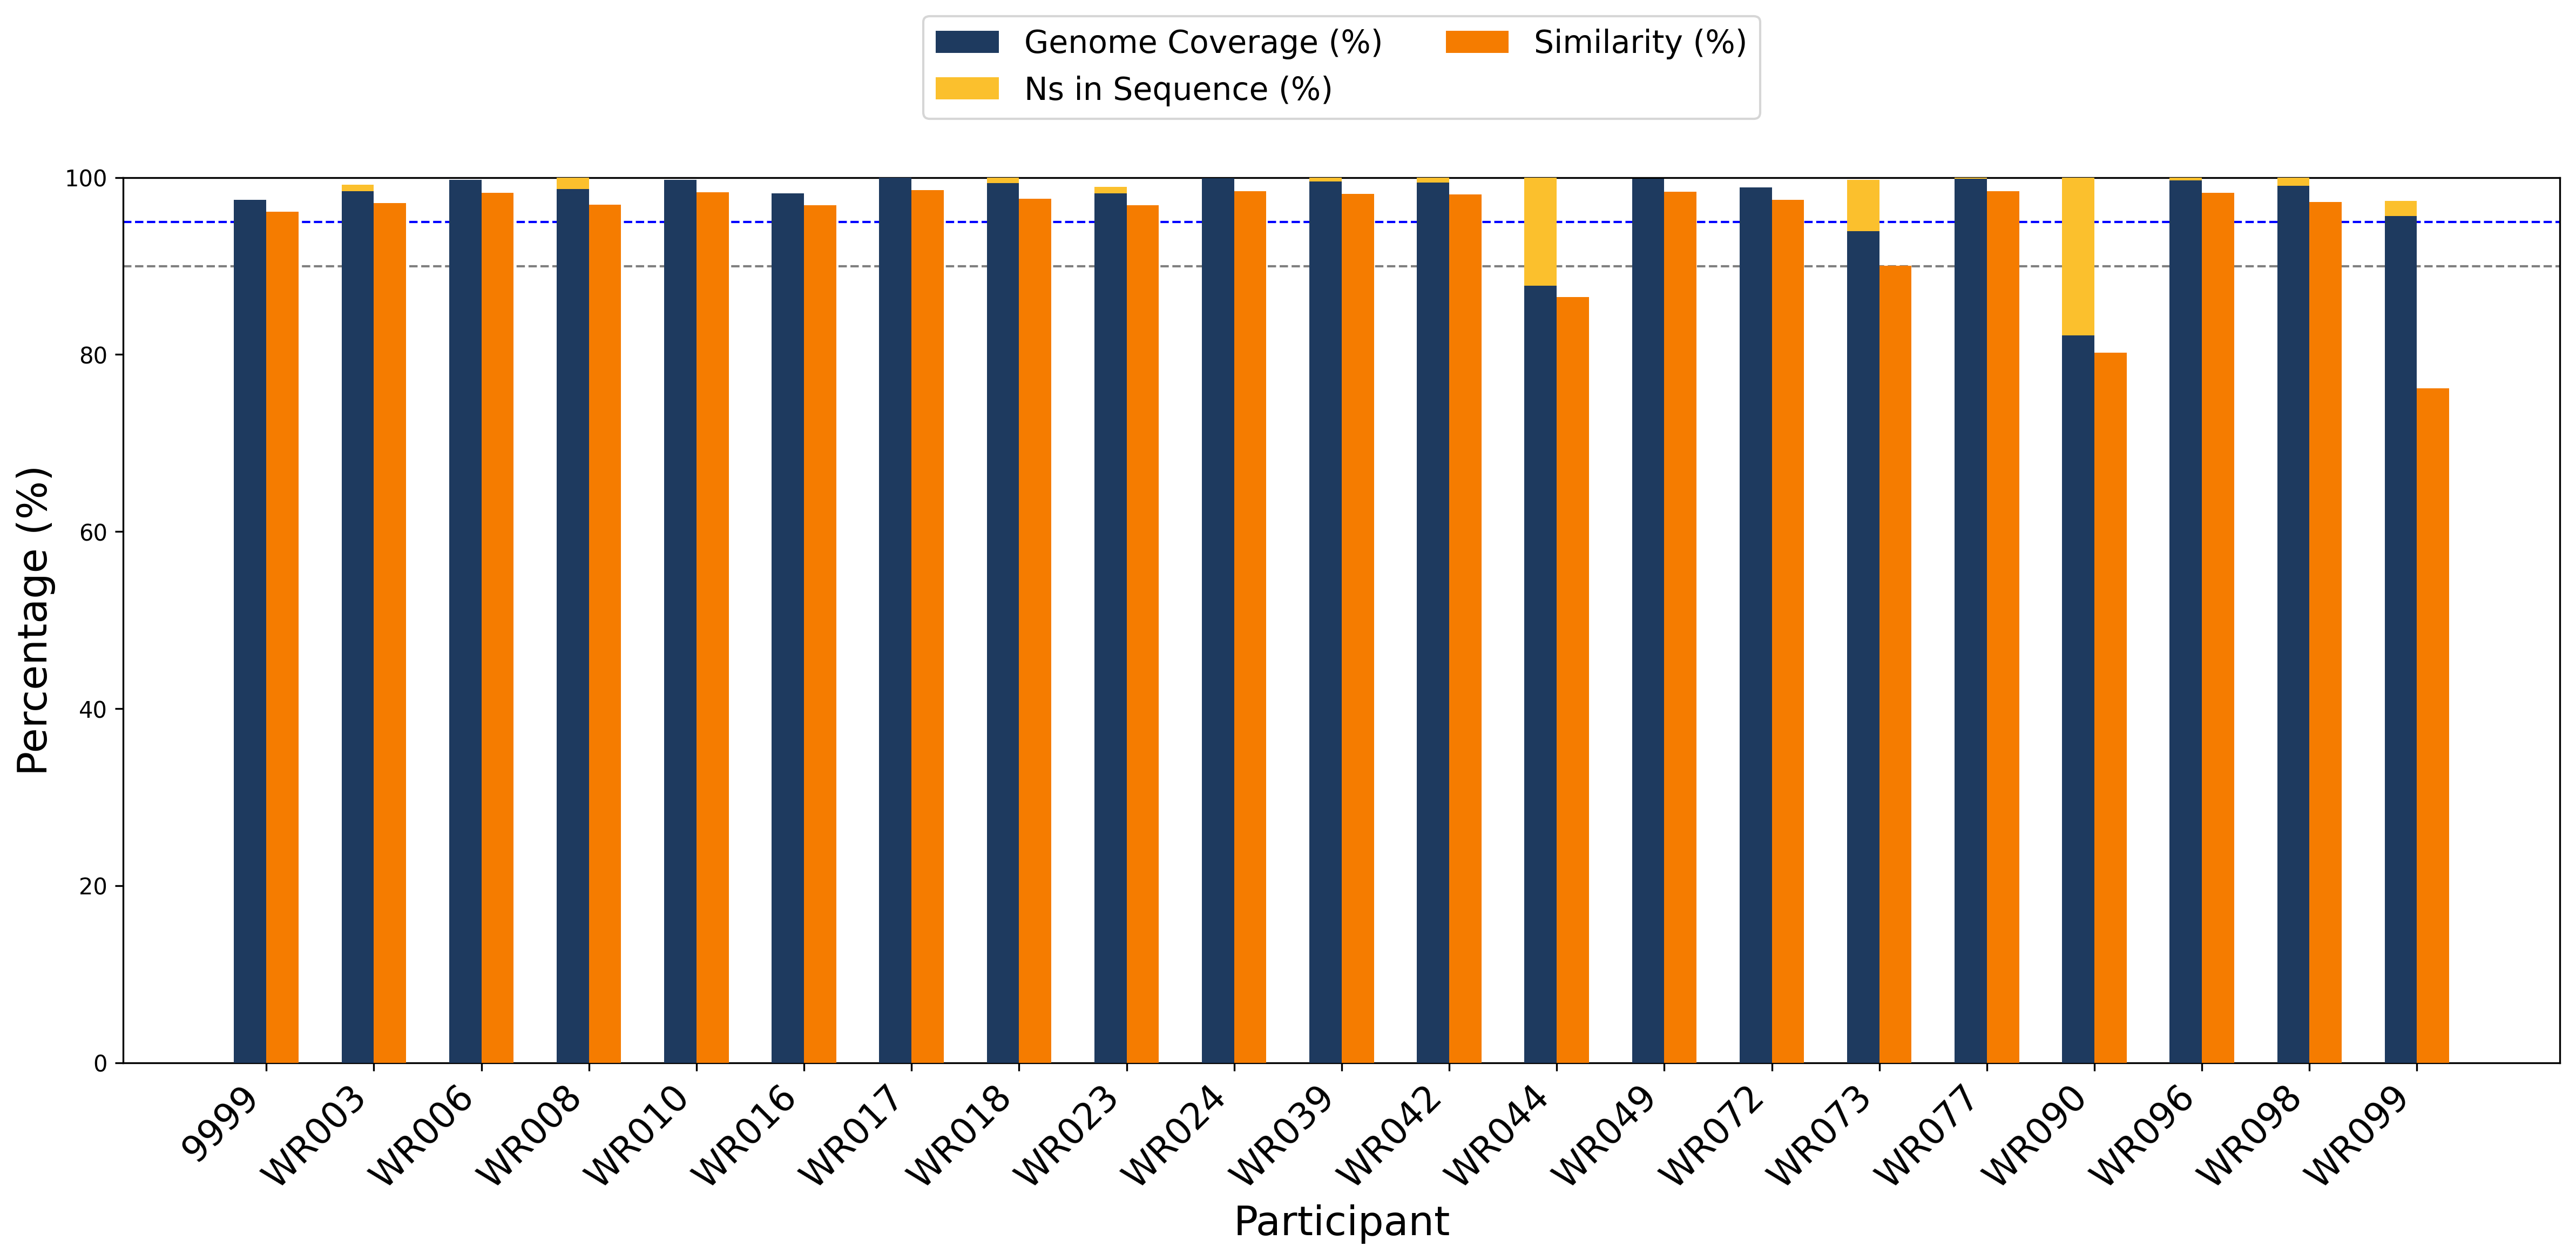 Genome Coverage (%)
Ns in Sequence (%)
Similarity (%)
Percentage (%)
100
80
60
40
20
0
9999
WR003
WR006
WR008
WR010
WR016
WR017
WR018
WR023
WR024
WR039
WR042
WR044
WR049
WR072
WR073
WR077
WR090
WR096
WR098
WR099
Participant